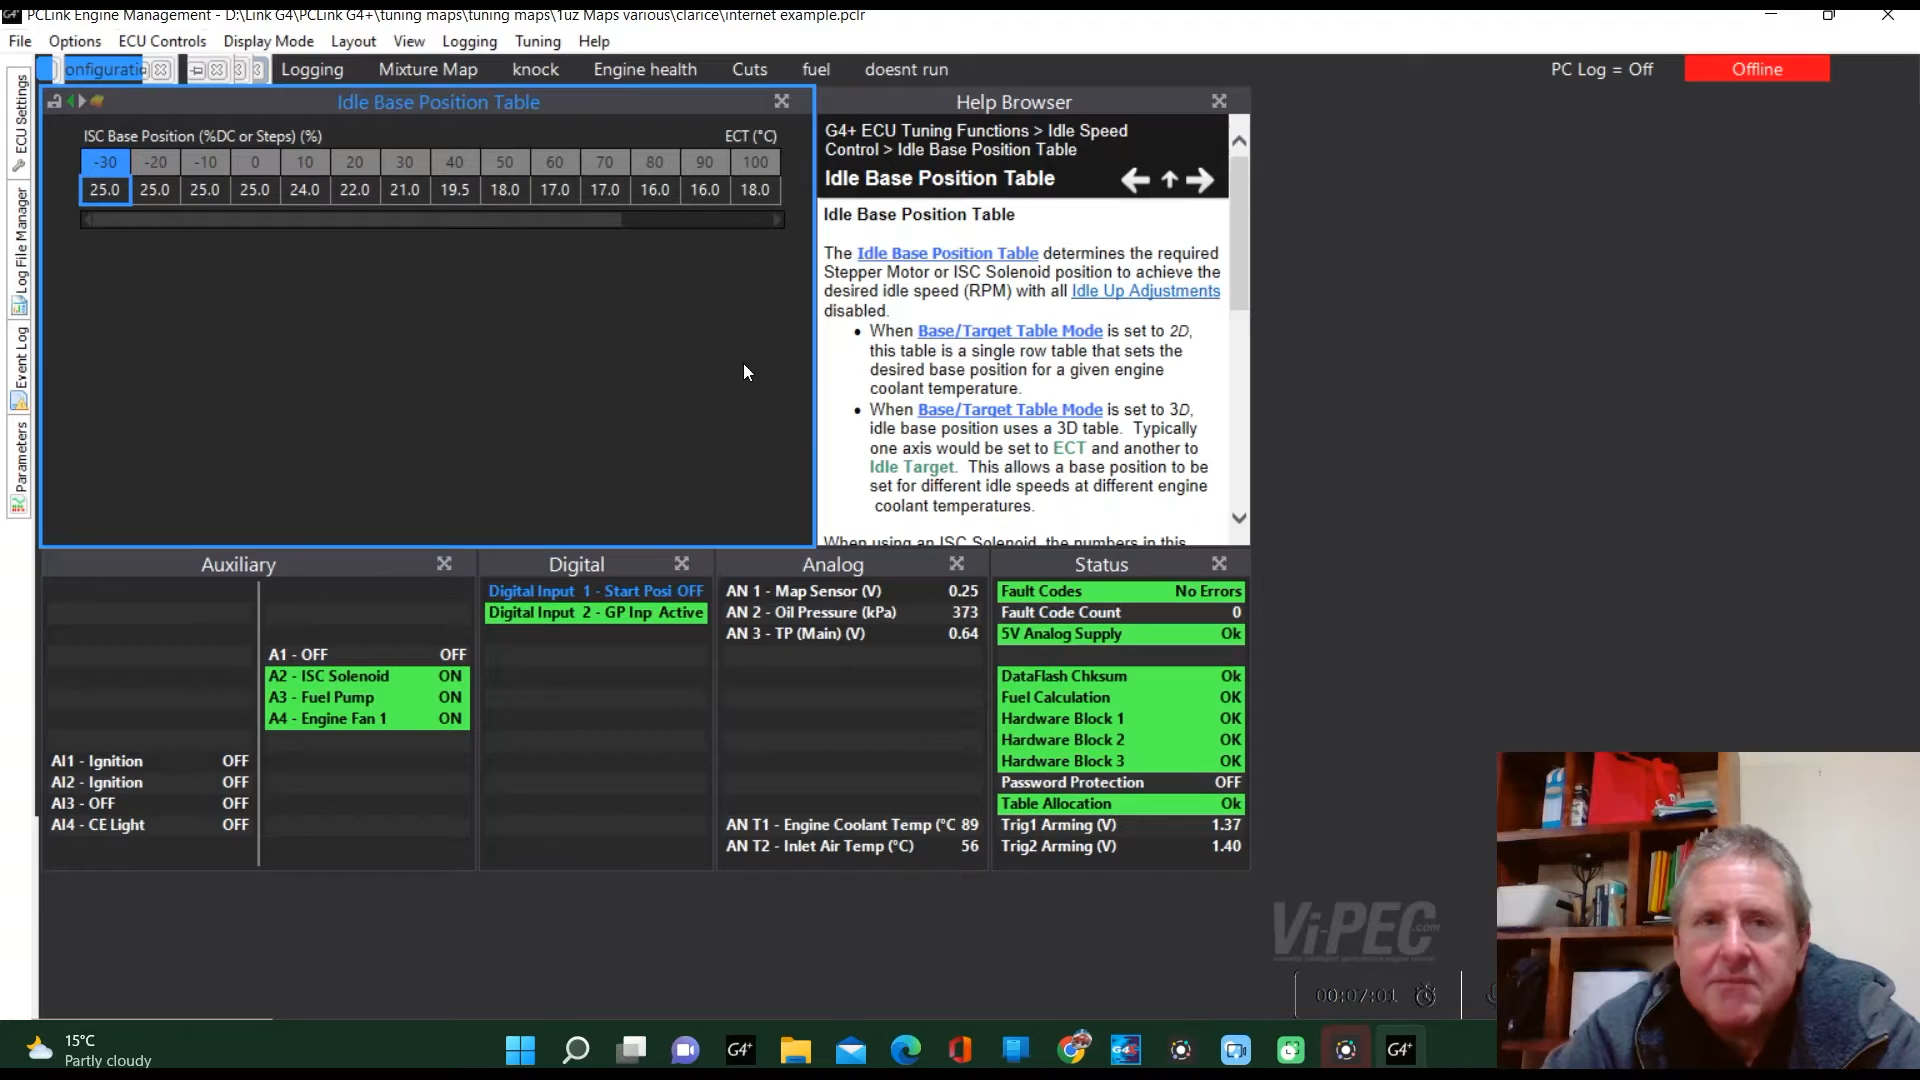 PCLink Engine Management - D:\Link G4\PCLink G4+\tuning maps\tuning maps\1uz Maps various\clarice\internet example.pclr
File Options ECU Controls Display Mode Layout View Logging Tuning Help
onfiguratio Logging Mixture Map knock Engine health Cuts fuel doesnt run PC Log = Off Offline
ECU Settings
Log File Manager
Event Log
Parameters
Idle Base Position Table
ISC Base Position (%DC or Steps) (%) ECT (°C)
-30 -20 -10 0 10 20 30 40 50 60 70 80 90 100
25.0 25.0 25.0 25.0 24.0 22.0 21.0 19.5 18.0 17.0 17.0 16.0 16.0 18.0
Help Browser
G4+ ECU Tuning Functions > Idle Speed
Control > Idle Base Position Table
Idle Base Position Table
Idle Base Position Table
The Idle Base Position Table determines the required
Stepper Motor or ISC Solenoid position to achieve the
desired idle speed (RPM) with all Idle Up Adjustments
disabled.
• When Base/Target Table Mode is set to 2D,
this table is a single row table that sets the
desired base position for a given engine
coolant temperature.
• When Base/Target Table Mode is set to 3D,
idle base position uses a 3D table. Typically
one axis would be set to ECT and another to
Idle Target. This allows a base position to be
set for different idle speeds at different engine
coolant temperatures.
When using an ISC Solenoid, the numbers in this
Auxiliary
A1 - OFF OFF
A2 - ISC Solenoid ON
A3 - Fuel Pump ON
A4 - Engine Fan 1 ON
AI1 - Ignition OFF
AI2 - Ignition OFF
AI3 - OFF OFF
AI4 - CE Light OFF
Digital
Digital Input 1 - Start Posi OFF
Digital Input 2 - GP Inp Active
Analog
AN 1 - Map Sensor (V) 0.25
AN 2 - Oil Pressure (kPa) 373
AN 3 - TP (Main) (V) 0.64
AN T1 - Engine Coolant Temp (°C 89
AN T2 - Inlet Air Temp (°C) 56
Status
Fault Codes No Errors
Fault Code Count 0
5V Analog Supply Ok
DataFlash Chksum Ok
Fuel Calculation OK
Hardware Block 1 OK
Hardware Block 2 OK
Hardware Block 3 OK
Password Protection OFF
Table Allocation Ok
Trig1 Arming (V) 1.37
Trig2 Arming (V) 1.40
Vi-PEC.com
00:07:01
15°C
Partly cloudy
G4+
G4+